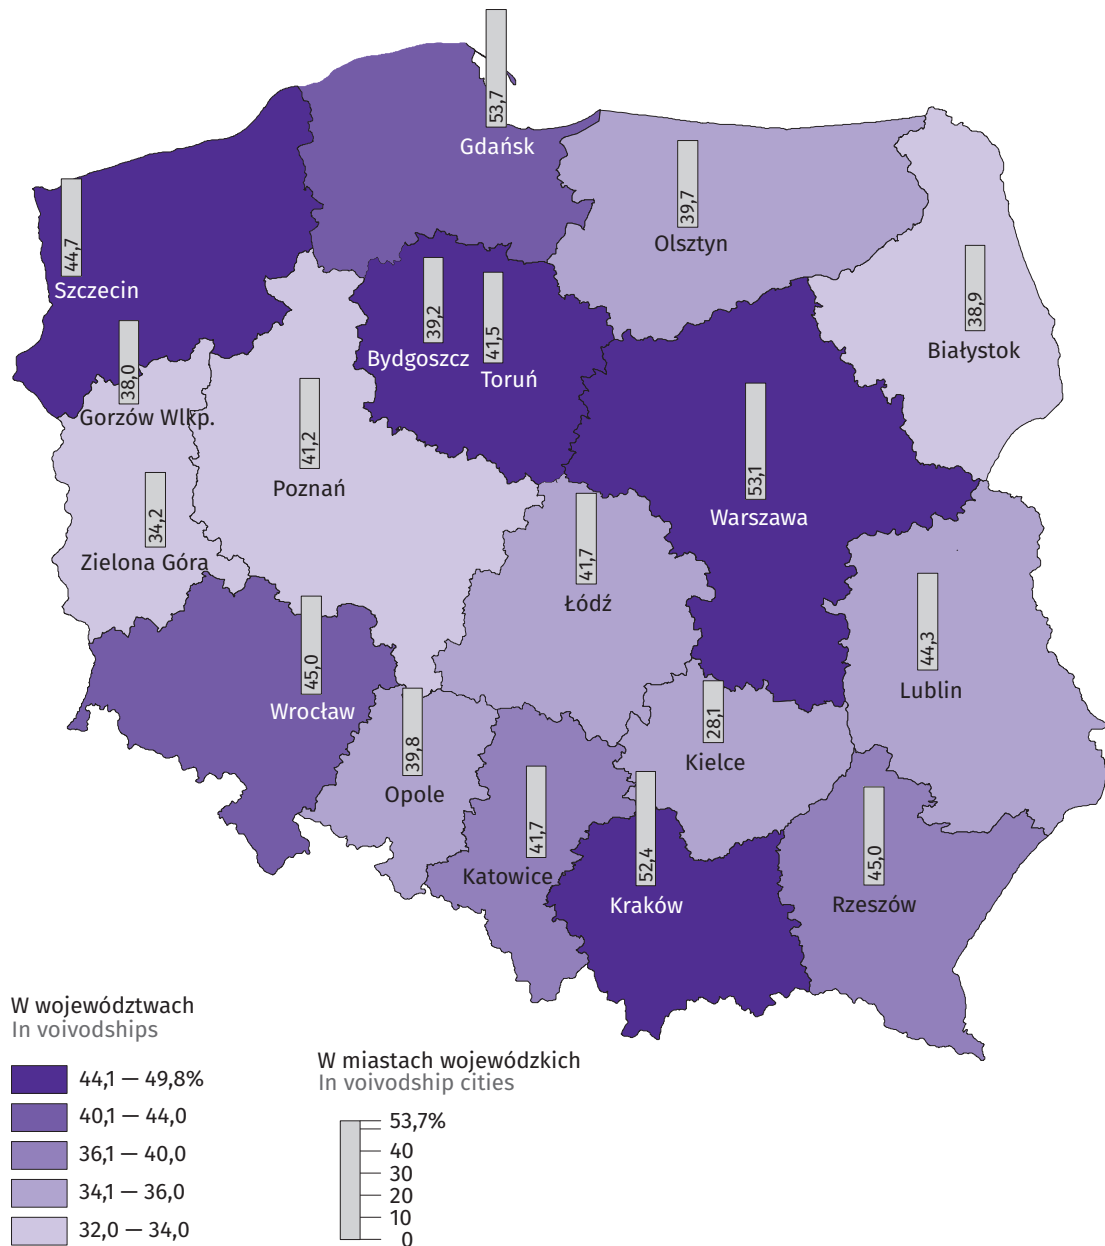 53,7
Gdańsk
39,7
Olsztyn
44,7
Szczecin
38,9
Białystok
39,2
Bydgoszcz
41,5
Toruń
38,0
Gorzów Wlkp.
41,2
Poznań
53,1
Warszawa
34,2
Zielona Góra
41,7
Łódź
44,3
Lublin
45,0
Wrocław
28,1
Kielce
39,8
Opole
41,7
Katowice
52,4
Kraków
45,0
Rzeszów
W województwach
In voivodships
44,1 — 49,8%
40,1 — 44,0
36,1 — 40,0
34,1 — 36,0
32,0 — 34,0
W miastach wojewódzkich
In voivodship cities
53,7%
40
30
20
10
0